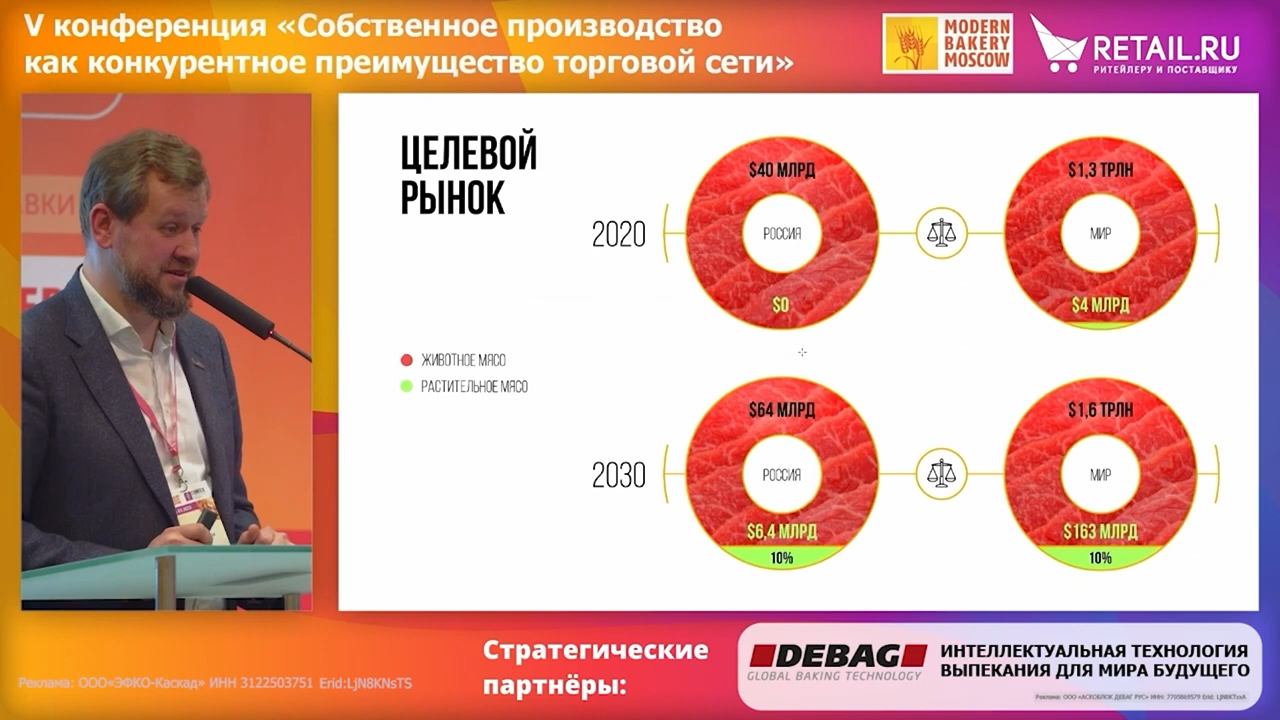 V конференция «Собственное производство
как конкурентное преимущество торговой сети»
MODERN
BAKERY
MOSCOW
RETAIL.RU
РИТЕЙЛЕРУ И ПОСТАВЩИКУ
ЦЕЛЕВОЙ
РЫНОК
2020
$40 МЛРД
РОССИЯ
$0
$1,3 ТРЛН
МИР
$4 МЛРД
ЖИВОТНОЕ МЯСО
РАСТИТЕЛЬНОЕ МЯСО
2030
$64 МЛРД
РОССИЯ
$6,4 МЛРД
10%
$1,6 ТРЛН
МИР
$163 МЛРД
10%
Стратегические
партнёры:
DEBAG
GLOBAL BAKING TECHNOLOGY
ИНТЕЛЛЕКТУАЛЬНАЯ ТЕХНОЛОГИЯ
ВЫПЕКАНИЯ ДЛЯ МИРА БУДУЩЕГО
Реклама: ООО«ЭФКО-Каскад» ИНН 3122503751 Erid:LjN8KNsTS